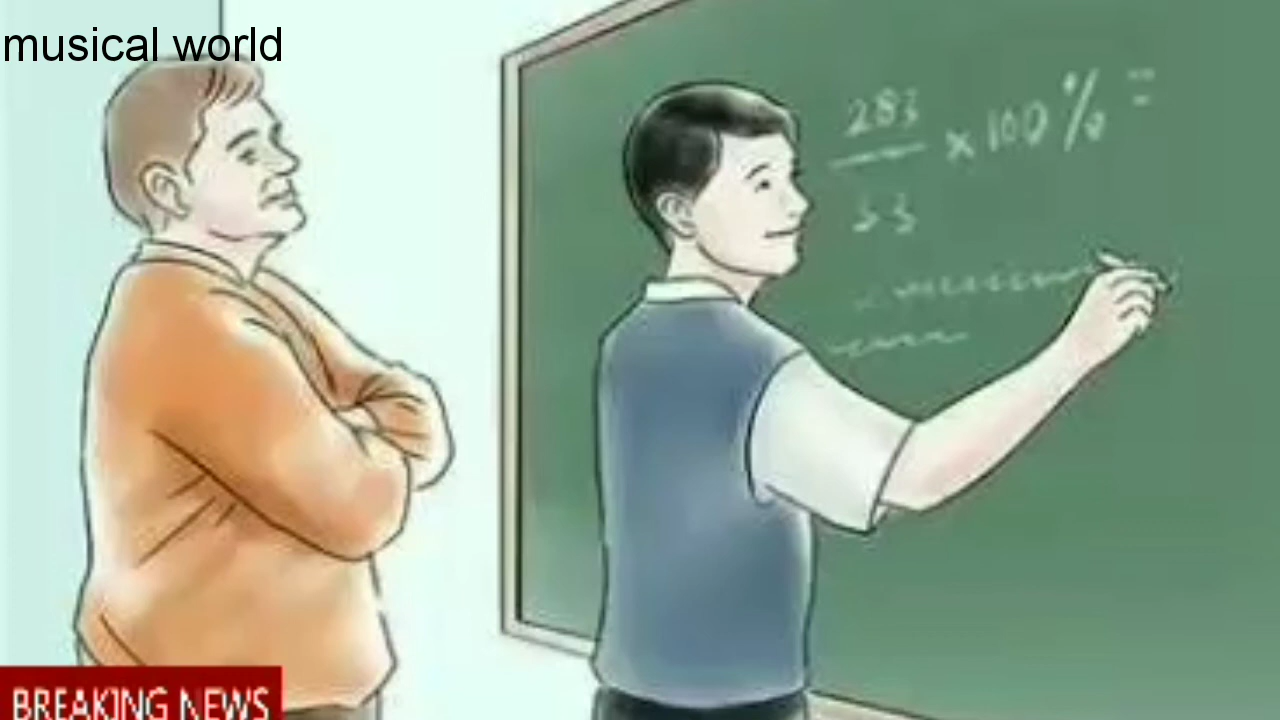 musical world
283
— × 100 % =
33
BREAKING NEWS